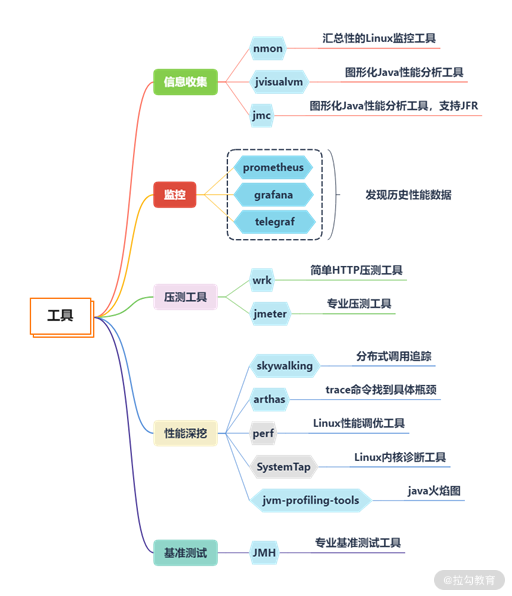 工具
信息收集
nmon
汇总性的Linux监控工具
jvisualvm
图形化Java性能分析工具
jmc
图形化Java性能分析工具，支持JFR
监控
prometheus
grafana
telegraf
发现历史性能数据
压测工具
wrk
简单HTTP压测工具
jmeter
专业压测工具
性能深挖
skywalking
分布式调用追踪
arthas
trace命令找到具体瓶颈
perf
Linux性能调优工具
SystemTap
Linux内核诊断工具
jvm-profiling-tools
java火焰图
基准测试
JMH
专业基准测试工具
@拉勾教育